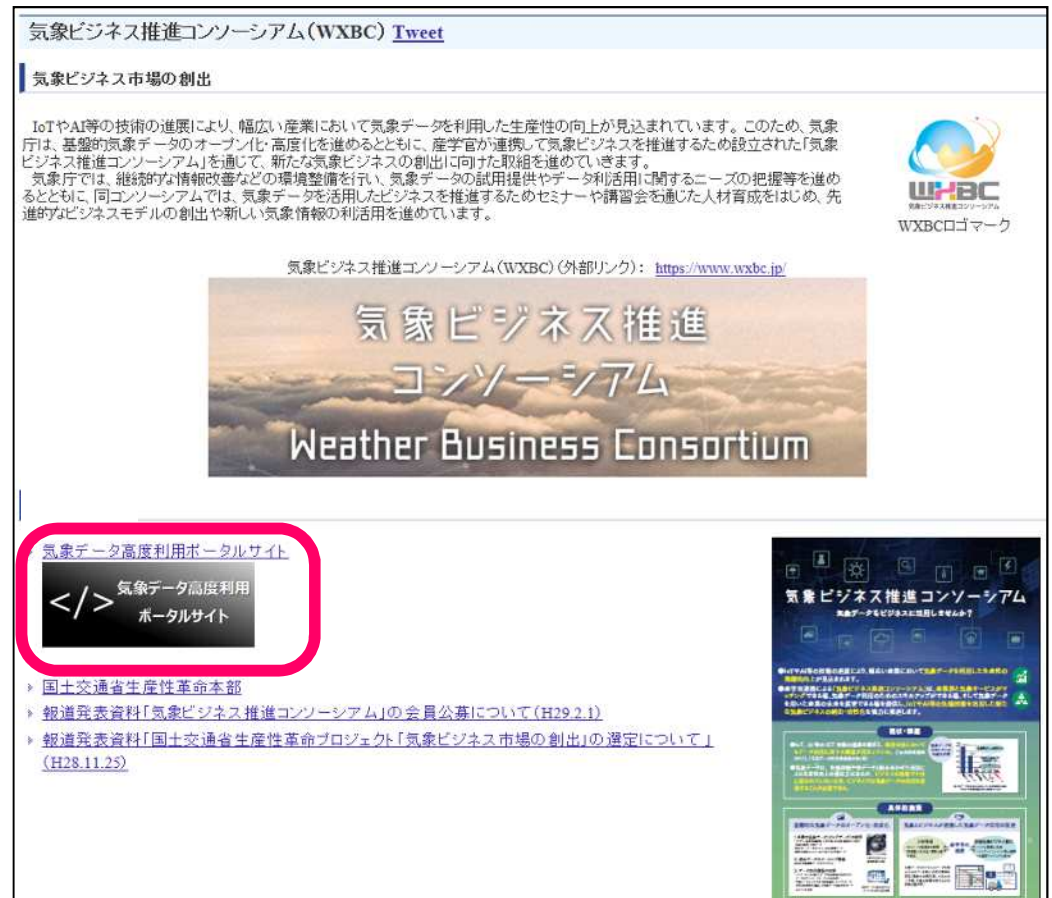 気象ビジネス推進コンソーシアム(WXBC) Tweet
気象ビジネス市場の創出
IoTやAI等の技術の進展により、幅広い産業において気象データを利用した生産性の向上が見込まれています。このため、気象
庁は、基盤的気象データのオープン化・高度化を進めるとともに、産学官が連携して気象ビジネスを推進するため設立された「気象
ビジネス推進コンソーシアム」を通じて、新たな気象ビジネスの創出に向けた取組を進めていきます。
気象庁では、継続的な情報改善などの環境整備を行い、気象データの試用提供やデータ利活用に関するニーズの把握等を進め
るとともに、同コンソーシアムでは、気象データを活用したビジネスを推進するためセミナーや講習会を通じた人材育成をはじめ、先
進的なビジネスモデルの創出や新しい気象情報の利活用を進めています。
WXBC
気象ビジネス推進コンソーシアム
WXBCロゴマーク
気象ビジネス推進コンソーシアム(WXBC)(外部リンク): https://www.wxbc.jp/
気象ビジネス推進
コンソーシアム
Weather Business Consortium
気象データ高度利用ポータルサイト
</> 気象データ高度利用
ポータルサイト
国土交通省生産性革命本部
報道発表資料「気象ビジネス推進コンソーシアム」の会員公募について(H29.2.1)
報道発表資料「国土交通省生産性革命プロジェクト「気象ビジネス市場の創出」の選定について」
(H28.11.25)
気象ビジネス推進コンソーシアム
気象データをビジネスに活用しませんか?
現状・課題
具体的施策